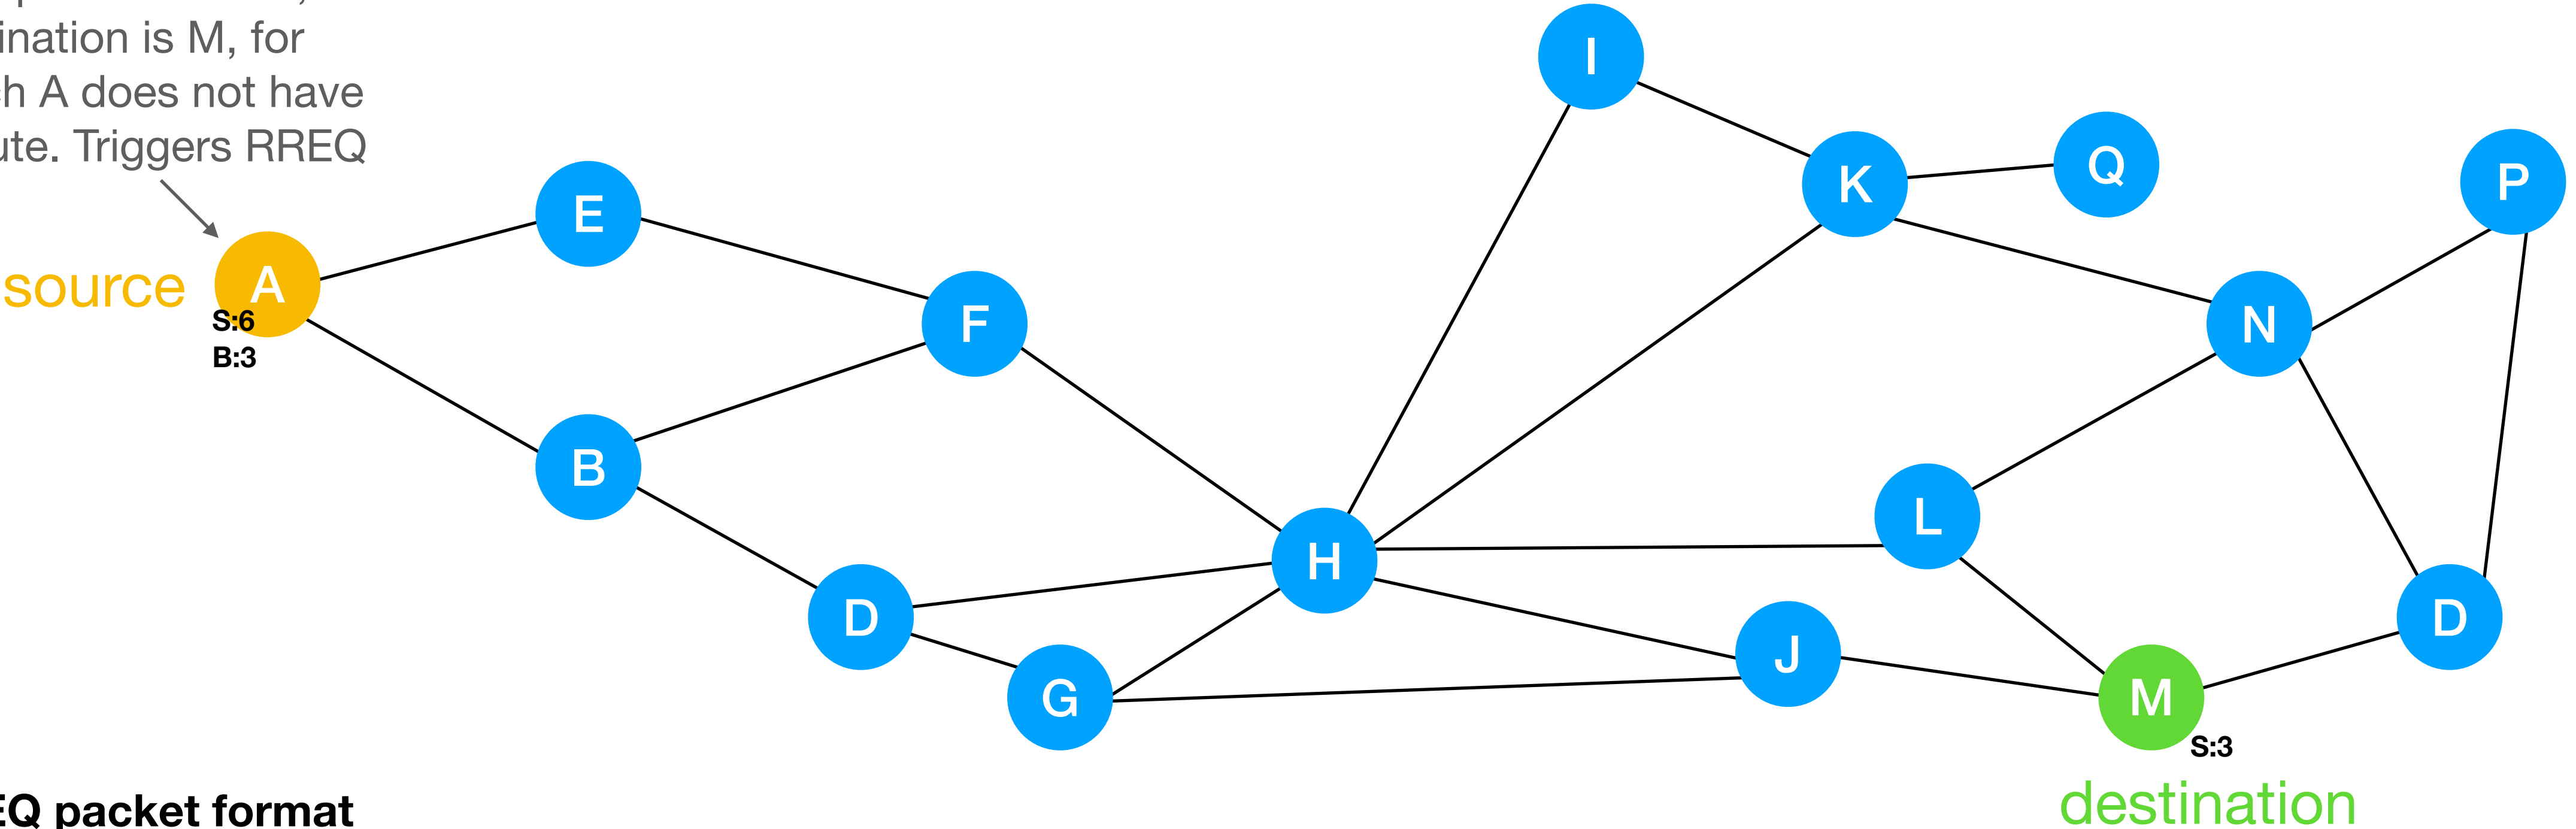 ination is M, for
h A does not have
ute. Triggers RREQ
source
A
S:6
B:3
E
B
F
D
G
H
I
K
Q
J
L
N
P
D
M
S:3
destination
EQ packet format